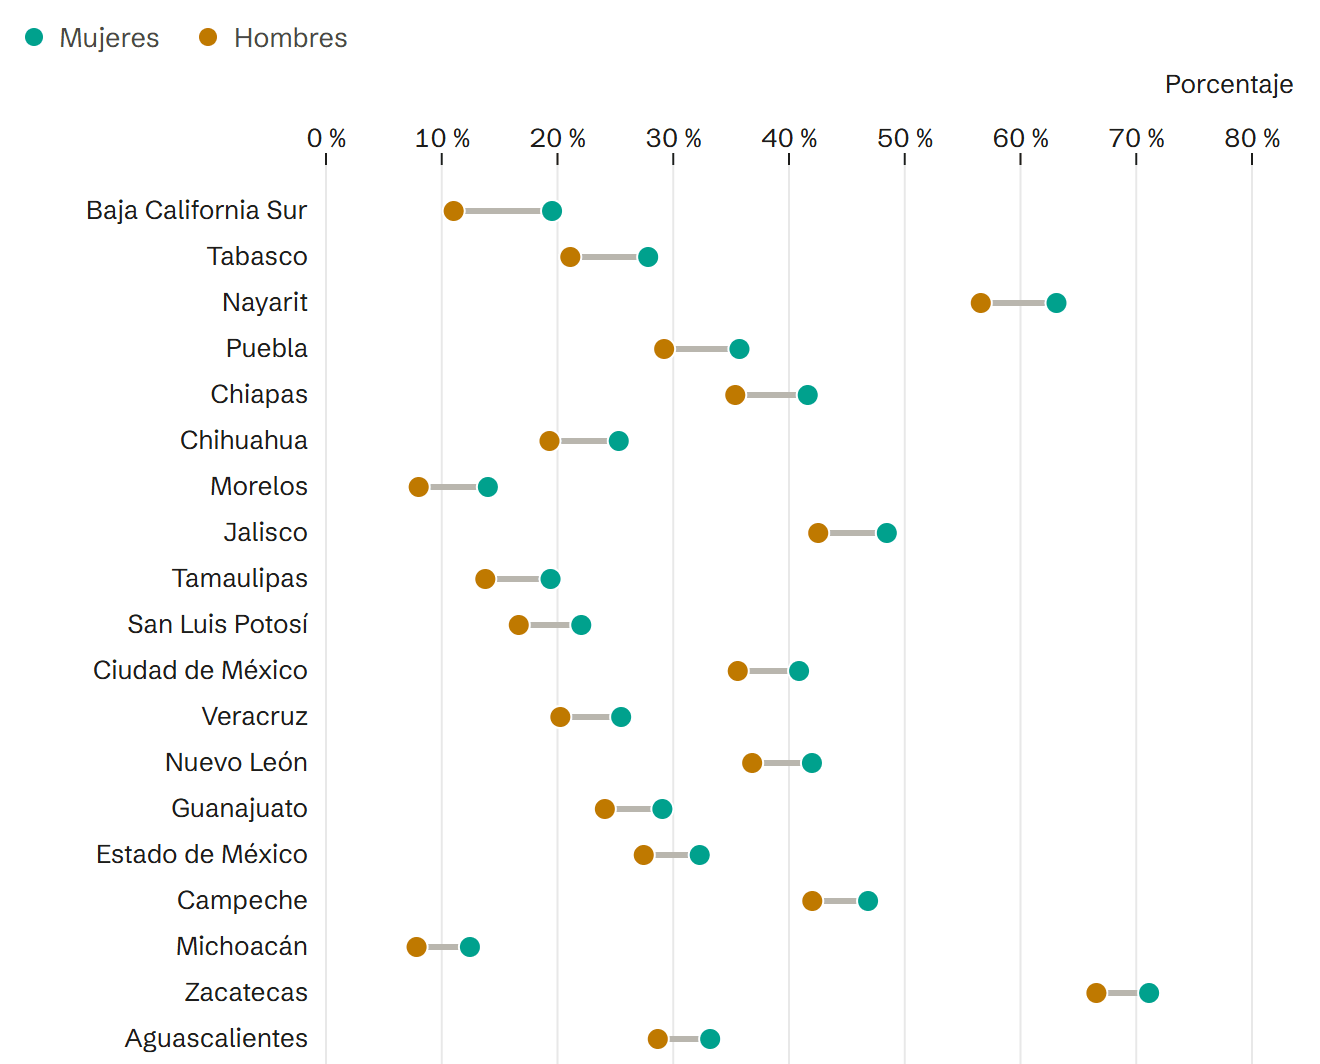 Mujeres Hombres
Porcentaje
0 % 10 % 20 % 30 % 40 % 50 % 60 % 70 % 80 %
Baja California Sur
Tabasco
Nayarit
Puebla
Chiapas
Chihuahua
Morelos
Jalisco
Tamaulipas
San Luis Potosí
Ciudad de México
Veracruz
Nuevo León
Guanajuato
Estado de México
Campeche
Michoacán
Zacatecas
Aguascalientes